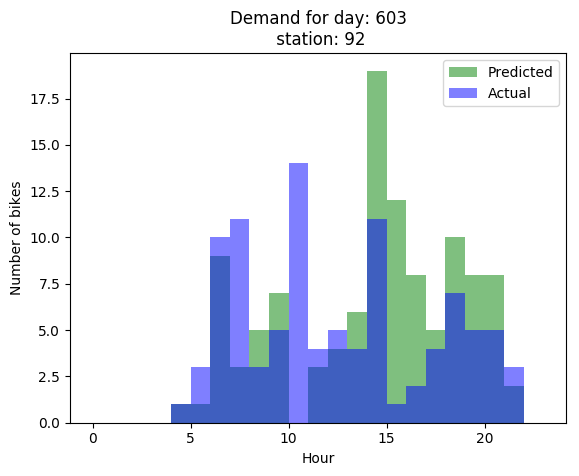 Demand for day: 603
station: 92
Predicted
Actual
17.5
15.0
12.5
10.0
7.5
5.0
2.5
0.0
Number of bikes
0 5 10 15 20
Hour